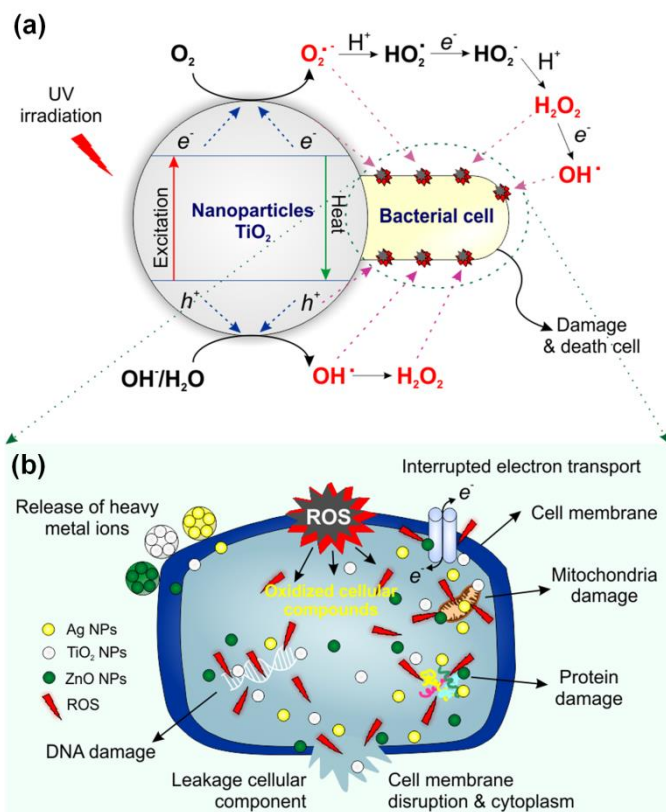 (a)
O₂
O₂•⁻
H⁺
HO₂•
e⁻
HO₂⁻
H⁺
UV
irradiation
H₂O₂
e⁻
e⁻
e⁻
OH•
Excitation
Nanoparticles
TiO₂
Heat
Bacterial cell
h⁺
h⁺
Damage
& death cell
OH⁻/H₂O
OH•
H₂O₂
(b)
Interrupted electron transport
Release of heavy
metal ions
ROS
e⁻
Cell membrane
e⁻
Oxidized cellular
compounds
Mitochondria
damage
Ag NPs
TiO₂ NPs
ZnO NPs
ROS
Protein
damage
DNA damage
Leakage cellular
component
Cell membrane
disruption & cytoplasm